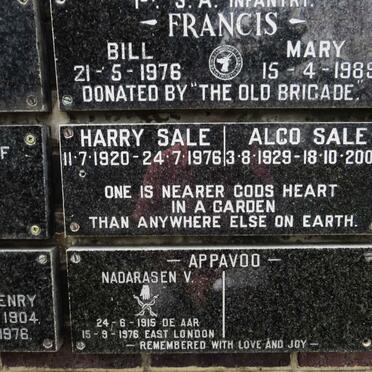 1ST. S. A. INFANTRY.
FRANCIS
BILL MARY
21-5-1976 15-4-1989
DONATED BY "THE OLD BRIGADE,"
F
HARRY SALE ALCO SALE
11·7·1920-24·7·1976 3·8·1929-18·10·200
ONE IS NEARER GODS HEART
IN A GARDEN
THAN ANYWHERE ELSE ON EARTH.
ENRY
1904.
1976.
— APPAVOO —
NADARASEN V.
24-6-1915 DE AAR
15-9-1976 EAST LONDON
— REMEMBERED WITH LOVE AND JOY —